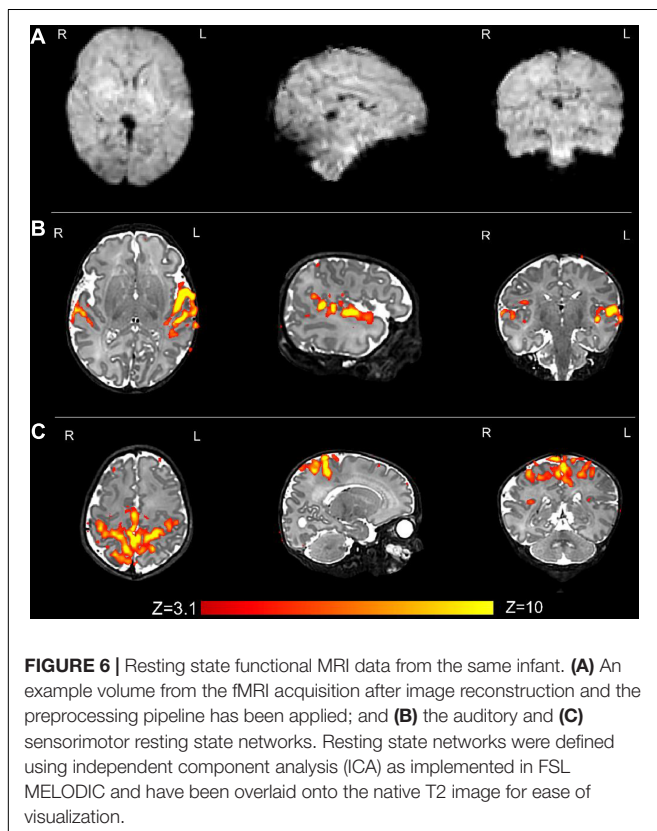 A R L R L
B R L R L
C R L R L
Z=3.1 Z=10
FIGURE 6 | Resting state functional MRI data from the same infant. (A) An
example volume from the fMRI acquisition after image reconstruction and the
preprocessing pipeline has been applied; and (B) the auditory and (C)
sensorimotor resting state networks. Resting state networks were defined
using independent component analysis (ICA) as implemented in FSL
MELODIC and have been overlaid onto the native T2 image for ease of
visualization.